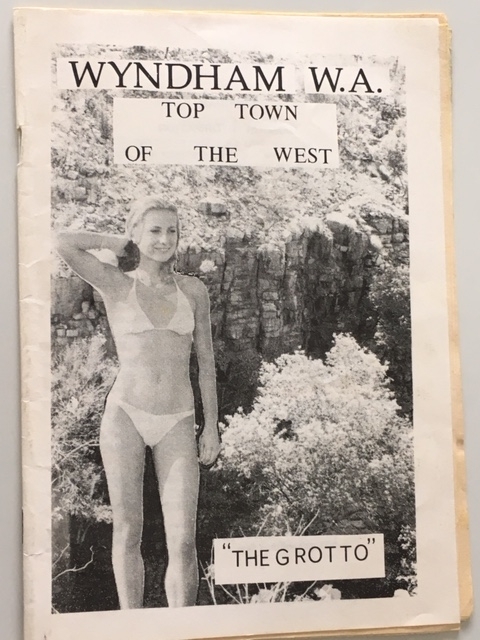 WYNDHAM W.A.
TOP TOWN
OF THE WEST
"THE GROTTO"